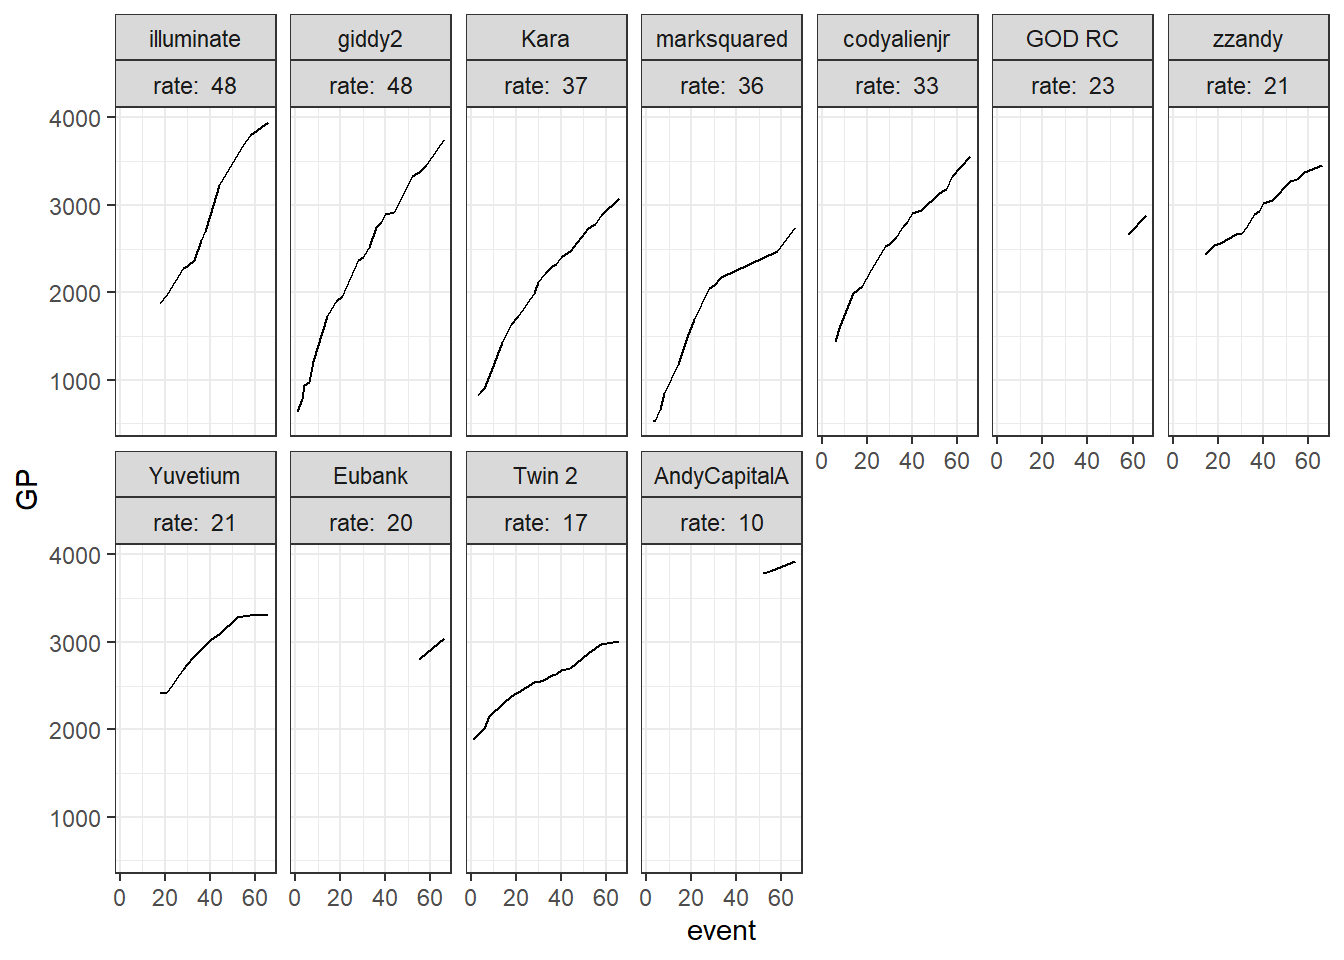 illuminate giddy2 Kara marksquared codyalienjr GOD RC zzandy
rate: 48 rate: 48 rate: 37 rate: 36 rate: 33 rate: 23 rate: 21
4000
3000
2000
1000
0 20 40 60 0 20 40 60 0 20 40 60
GP
Yuvetium Eubank Twin 2 AndyCapitalA
rate: 21 rate: 20 rate: 17 rate: 10
4000
3000
2000
1000
0 20 40 60 0 20 40 60 0 20 40 60 0 20 40 60
event